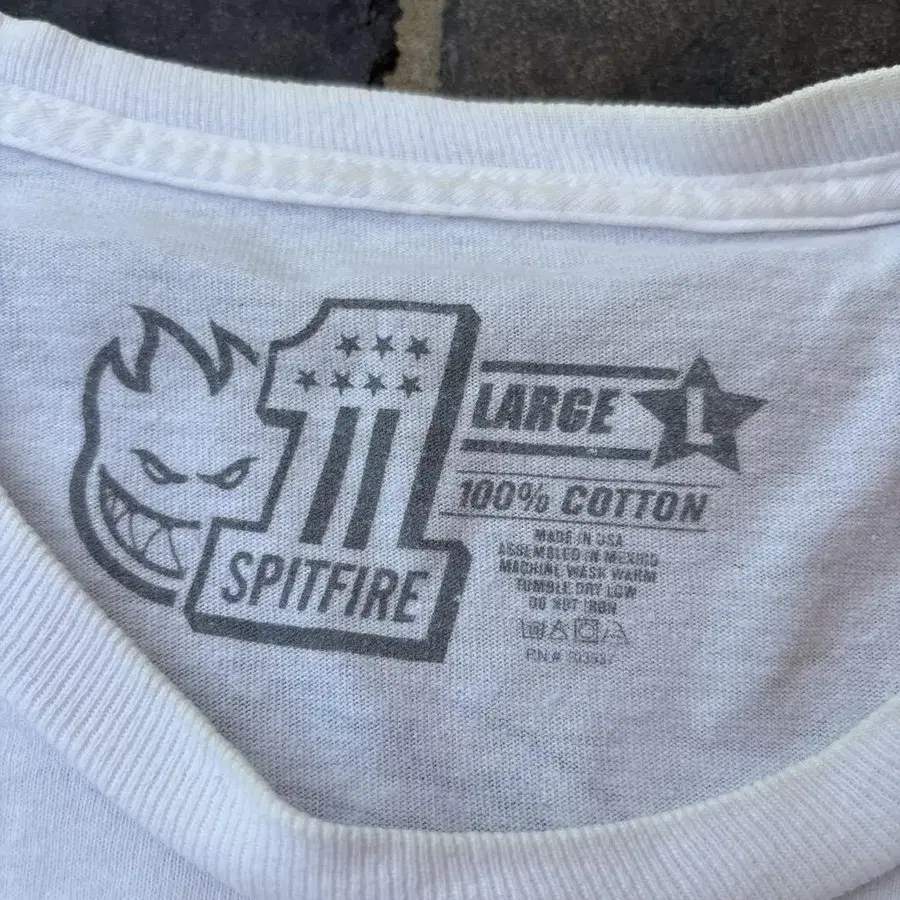 1
SPITFIRE
LARGE
L
100% COTTON
MADE IN USA
ASSEMBLED IN MEXICO
MACHINE WASH WARM
TUMBLE DRY LOW
DO NOT IRON
P.N.#